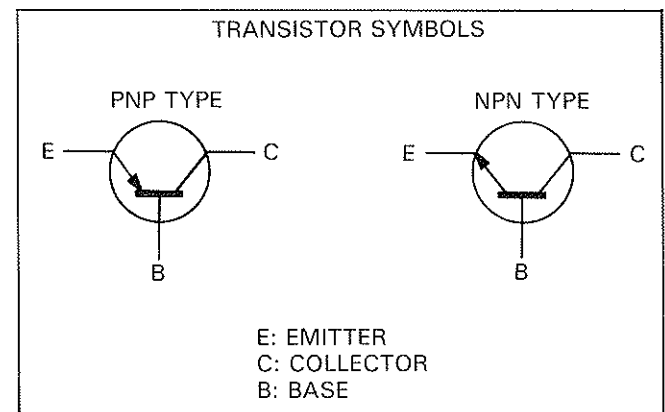 TRANSISTOR SYMBOLS
PNP TYPE NPN TYPE
E C E C
B B
E: EMITTER
C: COLLECTOR
B: BASE